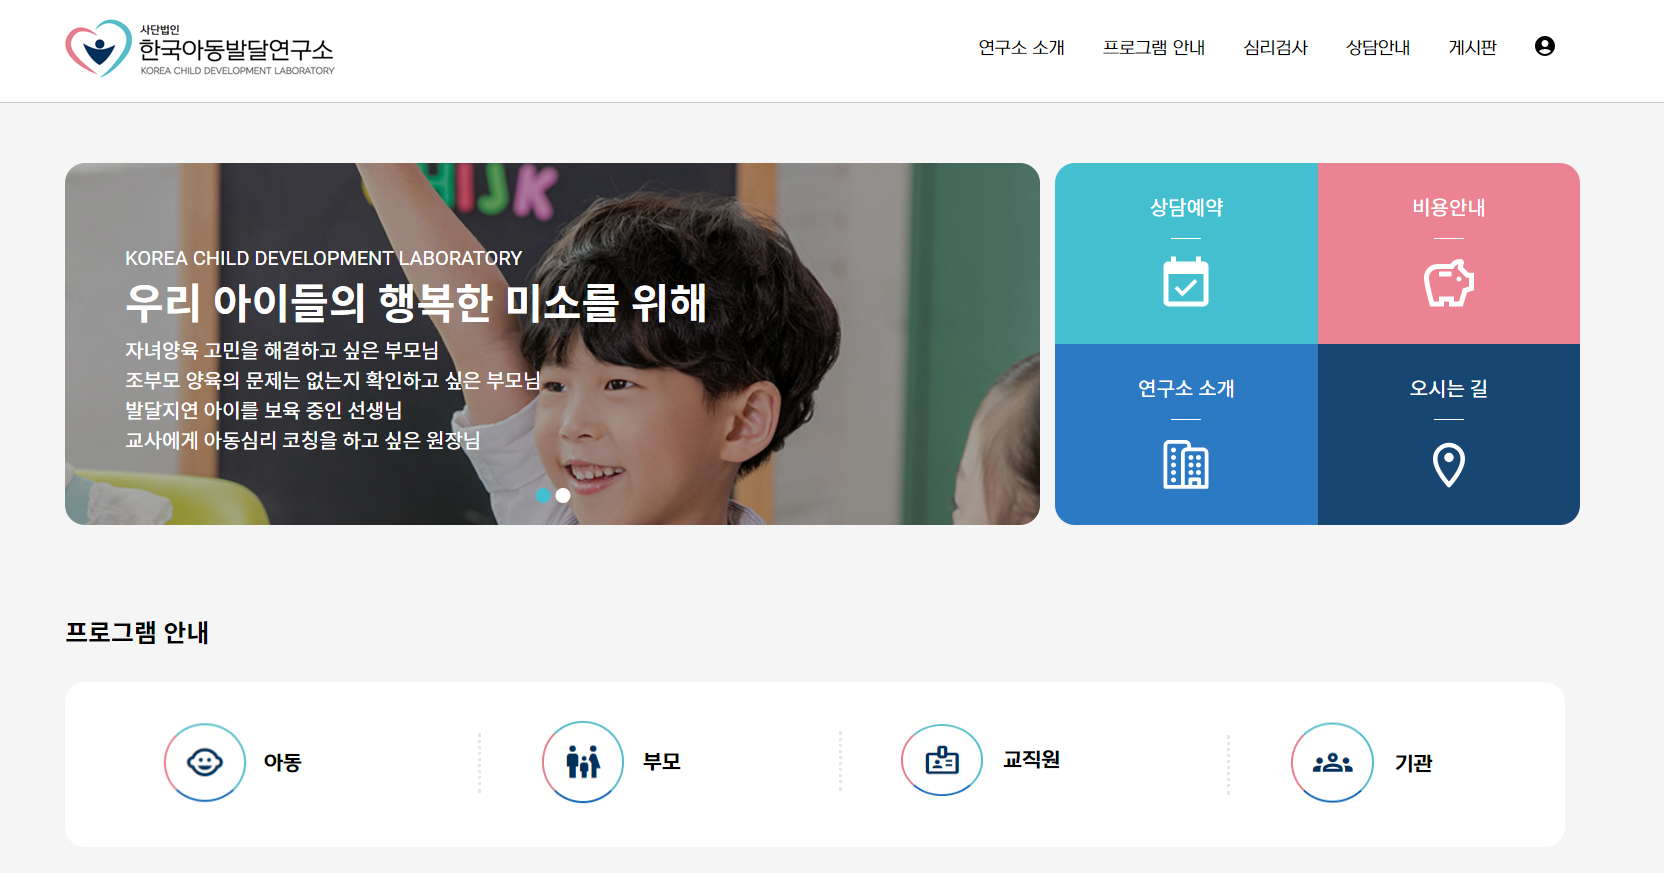 사단법인
한국아동발달연구소
KOREA CHILD DEVELOPMENT LABORATORY
연구소 소개 프로그램 안내 심리검사 상담안내 게시판
HIJK
KOREA CHILD DEVELOPMENT LABORATORY
우리 아이들의 행복한 미소를 위해
자녀양육 고민을 해결하고 싶은 부모님
조부모 양육의 문제는 없는지 확인하고 싶은 부모님
발달지연 아이를 보육 중인 선생님
교사에게 아동심리 코칭을 하고 싶은 원장님
상담예약 비용안내
연구소 소개 오시는 길
프로그램 안내
아동 부모 교직원 기관